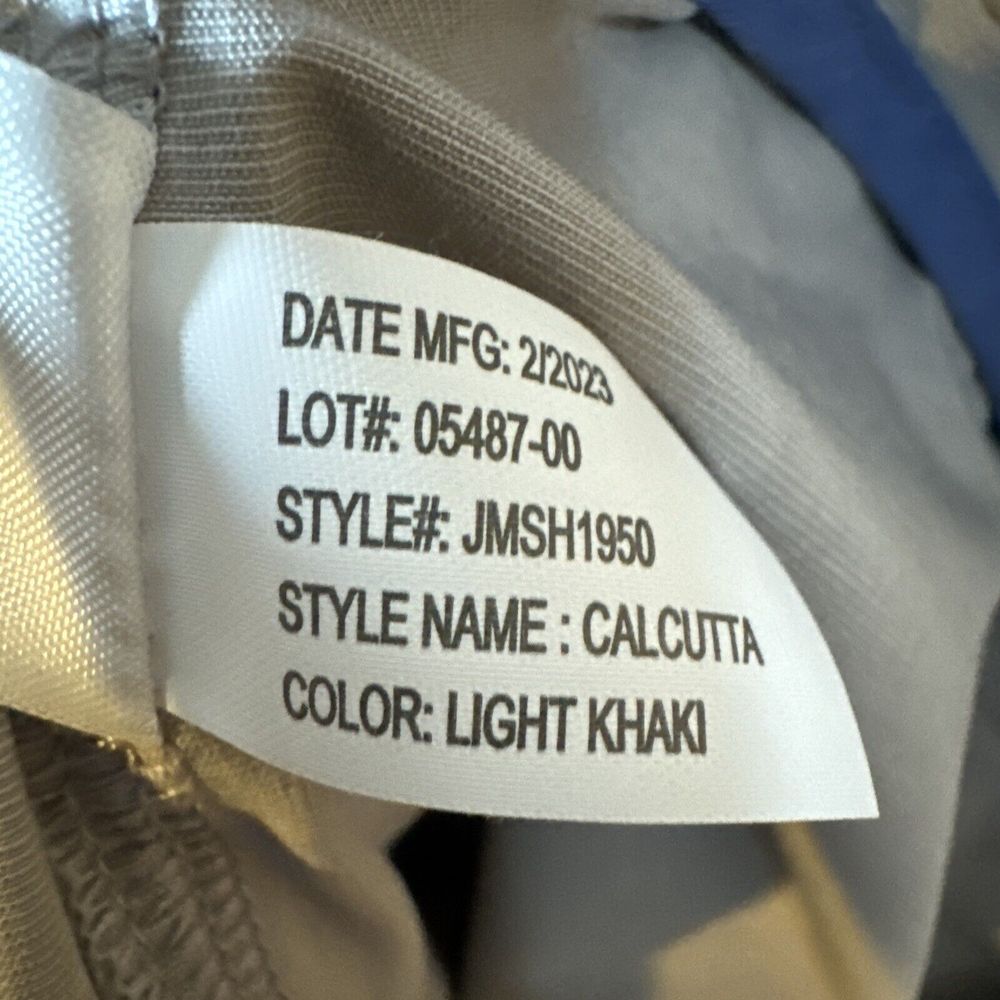 DATE MFG: 2/2023
LOT#: 05487-00
STYLE#: JMSH1950
STYLE NAME : CALCUTTA
COLOR: LIGHT KHAKI